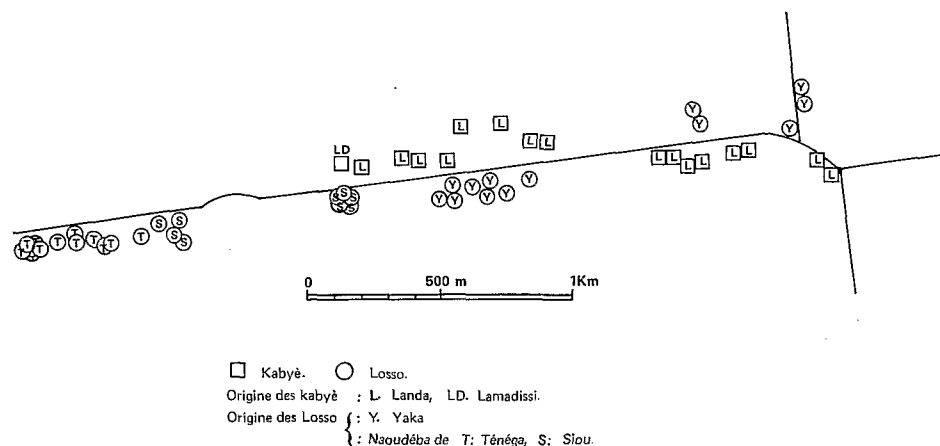 Y
Y
Y
Y
Y
L L
L L
LD
L L L L
L L L L L L
L
L
S
S S
S S
Y Y Y Y
Y Y Y Y
T T T T T T T T T T
S S S S
0 500 m 1Km
Kabyè. Losso.
Origine des kabyè : L. Landa, LD. Lamadissi.
Origine des Losso { : Y. Yaka
: Naoudéba de T: Ténéga, S: Siou.